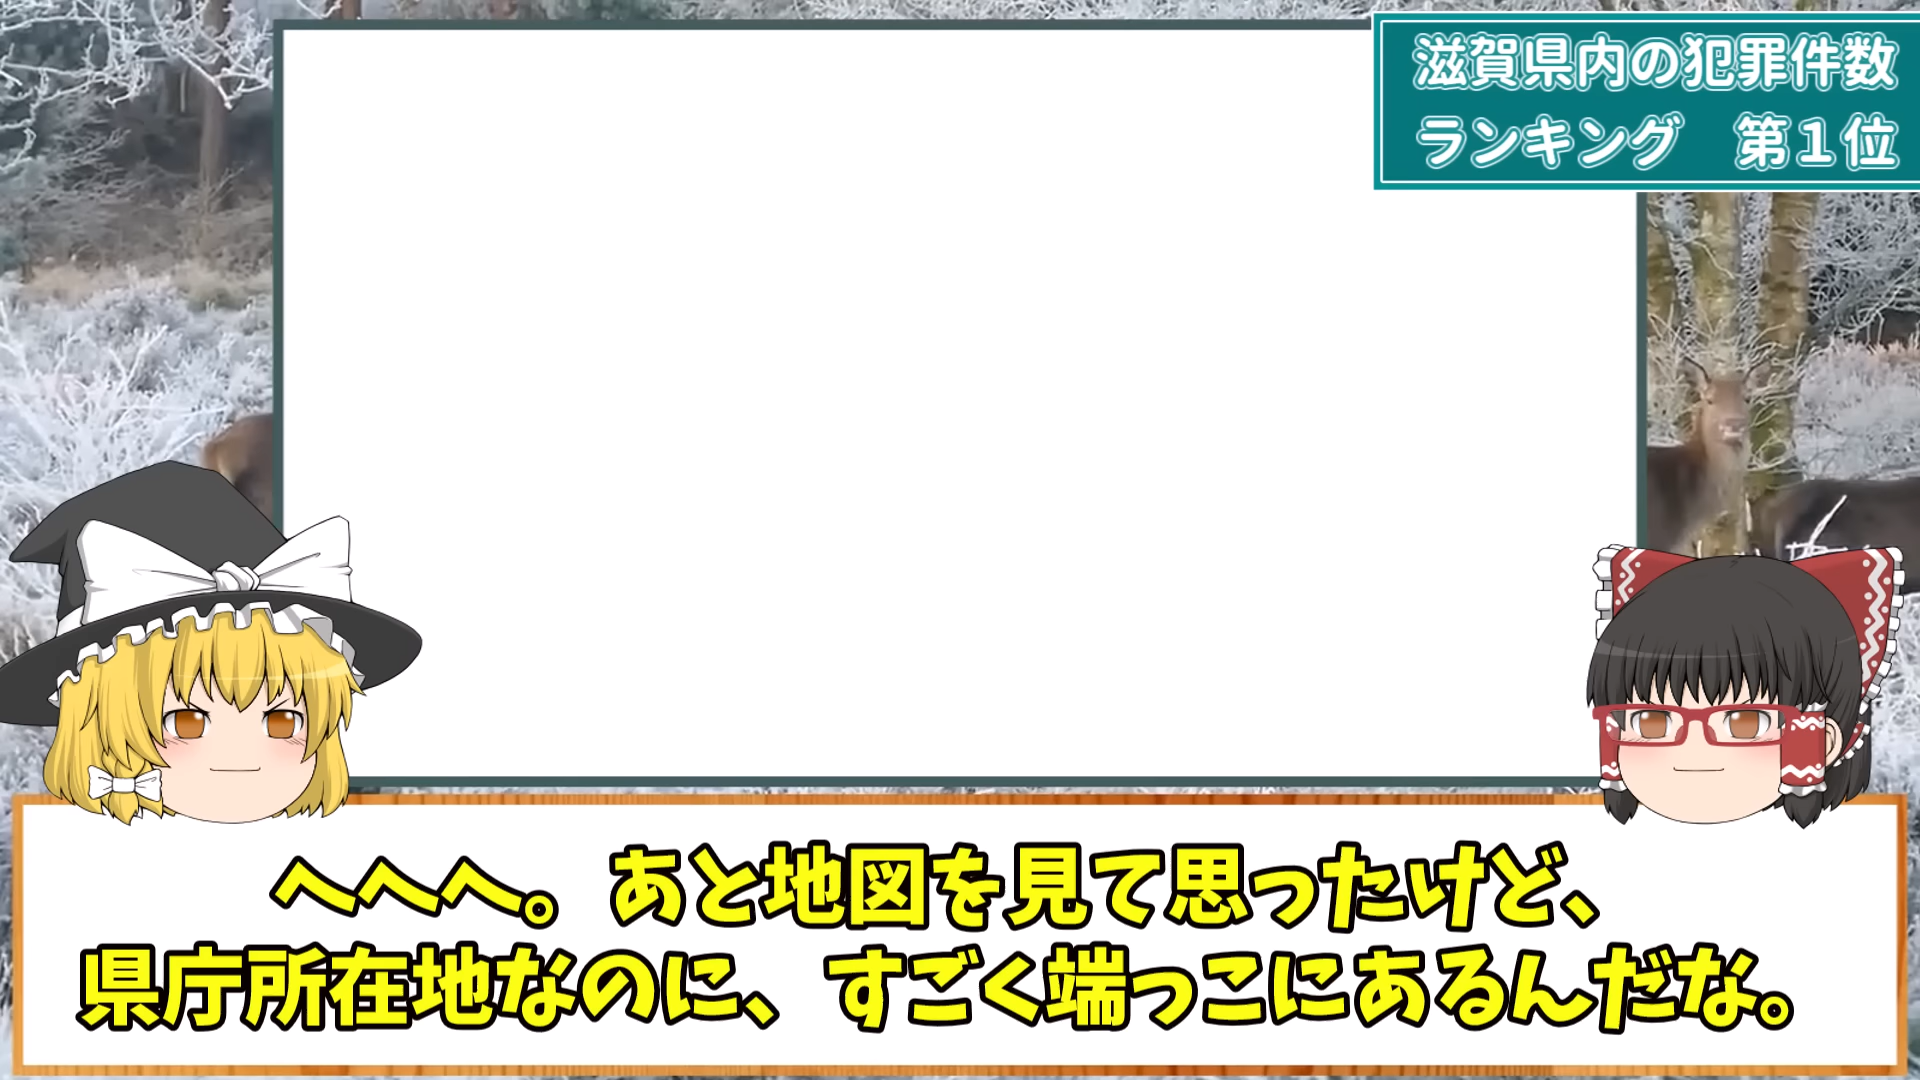 滋賀県内の犯罪件数
ランキング　第１位
へへへ。あと地図を見て思ったけど、
県庁所在地なのに、すごく端っこにあるんだな。